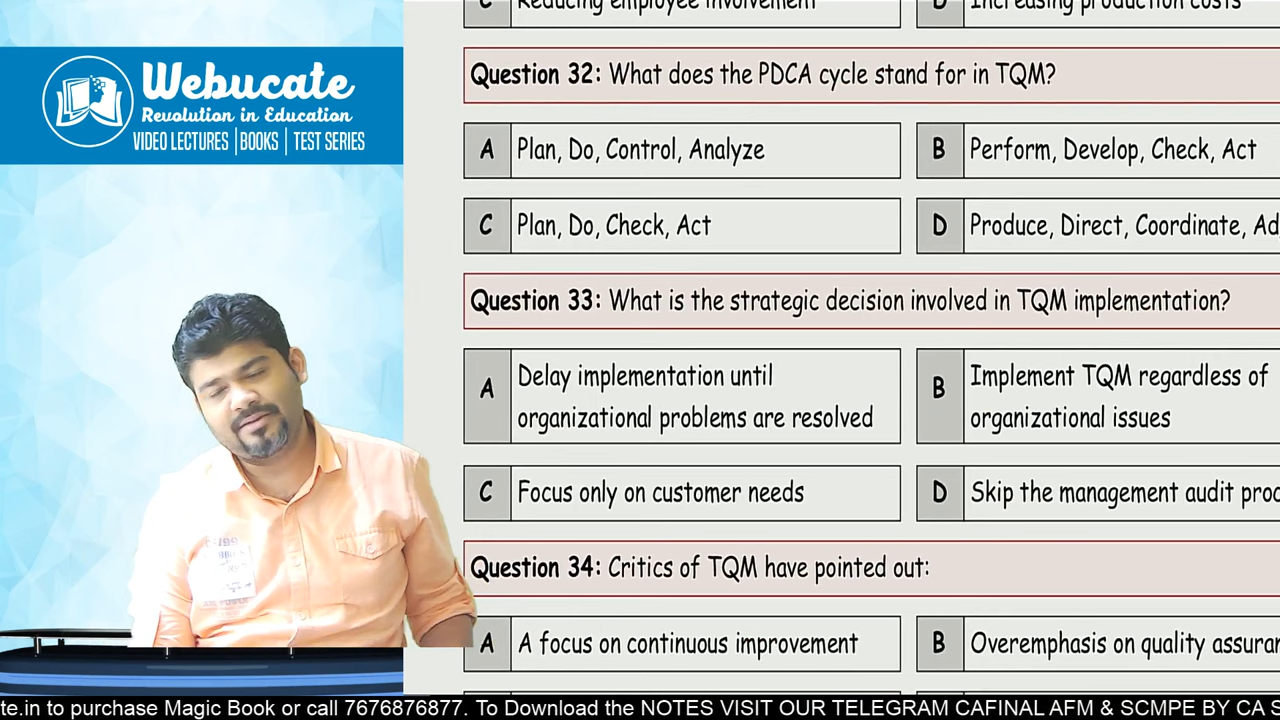 C Reducing employee involvement
D Increasing production costs
Webucate
Revolution in Education
VIDEO LECTURES | BOOKS | TEST SERIES
Question 32: What does the PDCA cycle stand for in TQM?
A Plan, Do, Control, Analyze
B Perform, Develop, Check, Act
C Plan, Do, Check, Act
D Produce, Direct, Coordinate, Ad
Question 33: What is the strategic decision involved in TQM implementation?
A Delay implementation until
organizational problems are resolved
B Implement TQM regardless of
organizational issues
C Focus only on customer needs
D Skip the management audit proc
Question 34: Critics of TQM have pointed out:
A A focus on continuous improvement
B Overemphasis on quality assuran
te.in to purchase Magic Book or call 7676876877. To Download the NOTES VISIT OUR TELEGRAM CAFINAL AFM & SCMPE BY CA S